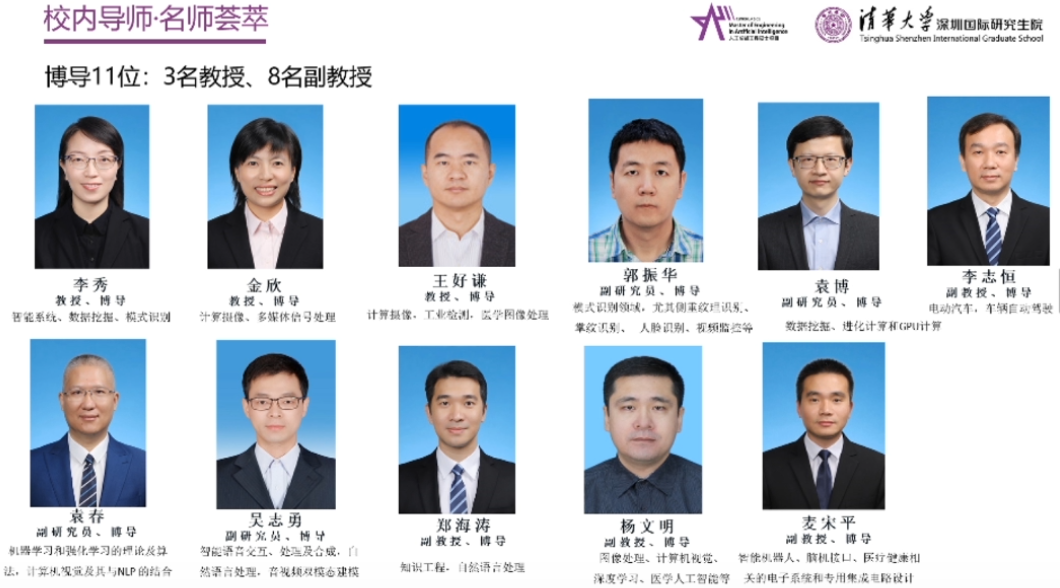 校内导师·名师荟萃
Master of Engineering
in Artificial Intelligence
人工智能工程硕士项目
清华大学深圳国际研究生院
Tsinghua Shenzhen International Graduate School
博导11位：3名教授、8名副教授
李秀
教授、博导
智能系统、数据挖掘、模式识别
金欣
教授、博导
计算摄像、多媒体信号处理
王好谦
教授、博导
计算摄像，工业检测，医学图像处理
郭振华
副研究员、博导
模式识别领域，尤其侧重纹理识别、
掌纹识别、人脸识别、视频监控等
袁博
副研究员、博导
数据挖掘、进化计算和GPU计算
李志恒
副教授、博导
电动汽车，车辆自动驾驶
袁春
副研究员、博导
机器学习和强化学习的理论及算
法，计算机视觉及其与NLP的结合
吴志勇
副研究员、博导
智能语音交互、处理及合成，自
然语言处理，音视频双模态建模
郑海涛
副教授、博导
知识工程，自然语言处理
杨文明
副教授、博导
图像处理、计算机视觉、
深度学习、医学人工智能等
麦宋平
副教授、博导
智能机器人、脑机接口、医疗健康相
关的电子系统和专用集成电路设计